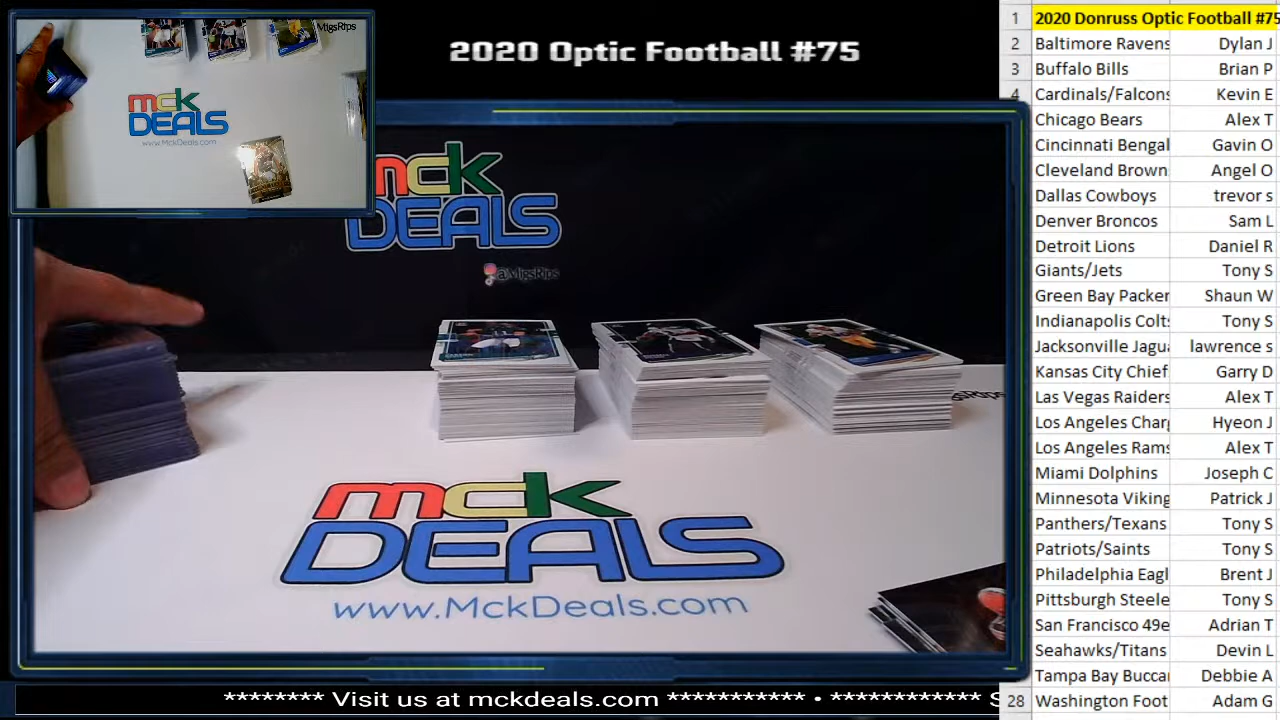 MigsRips
mck
DEALS
www.MckDeals.com
2020 Optic Football #75
mck
DEALS
@MigsRips
mck
DEALS
www.MckDeals.com
******** Visit us at mckdeals.com *********** • ************ S
1 2020 Donruss Optic Football #75
2 Baltimore Ravens Dylan J
3 Buffalo Bills Brian P
4 Cardinals/Falcons Kevin E
Chicago Bears Alex T
Cincinnati Bengal Gavin O
Cleveland Brown Angel O
Dallas Cowboys trevor s
Denver Broncos Sam L
Detroit Lions Daniel R
Giants/Jets Tony S
Green Bay Packer Shaun W
Indianapolis Colt Tony S
Jacksonville Jagua lawrence s
Kansas City Chief Garry D
Las Vegas Raiders Alex T
Los Angeles Charg Hyeon J
Los Angeles Rams Alex T
Miami Dolphins Joseph C
Minnesota Viking Patrick J
Panthers/Texans Tony S
Patriots/Saints Tony S
Philadelphia Eagl Brent J
Pittsburgh Steele Tony S
San Francisco 49e Adrian T
Seahawks/Titans Devin L
Tampa Bay Bucca Debbie A
28 Washington Foot Adam G